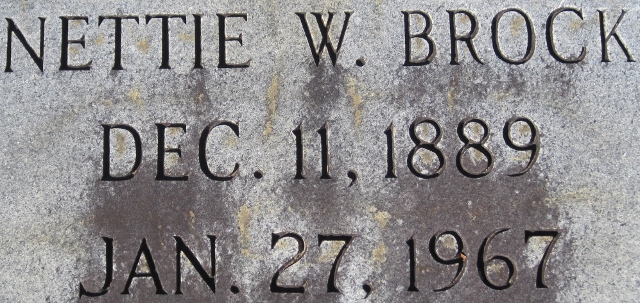 NETTIE W. BROCK
DEC. 11, 1889
JAN. 27, 1967